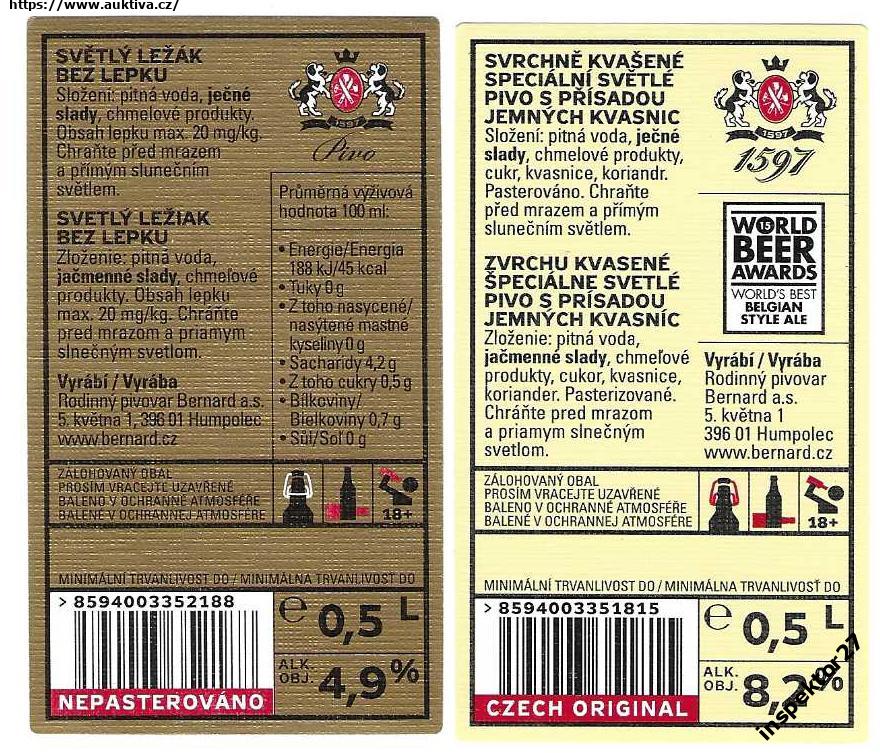 https://www.auktiva.cz/
SVĚTLÝ LEŽÁK
BEZ LEPKU
Složení: pitná voda, ječné
slady, chmelové produkty.
Obsah lepku max. 20 mg/kg.
Chraňte před mrazem
a přímým slunečním
světlem.
SVETLÝ LEŽIAK
BEZ LEPKU
Zloženie: pitná voda,
jačmenné slady, chmeľové
produkty. Obsah lepku
max. 20 mg/kg. Chráňte
pred mrazom a priamym
slnečným svetlom.
Vyrábí / Vyrába
Rodinný pivovar Bernard a.s.
5. května 1, 396 01 Humpolec
www.bernard.cz
1597
Pivo
Průměrná výživová
hodnota 100 ml:
• Energie/Energia
188 kJ/45 kcal
• Tuky 0 g
• Z toho nasycené/
nasýtené mastné
kyseliny 0 g
• Sacharidy 4,2 g
• Z toho cukry 0,5 g
• Bílkoviny/
Bielkoviny 0,7 g
• Sůl/Soľ 0 g
ZÁLOHOVANÝ OBAL
PROSÍM VRACEJTE UZAVŘENÉ
BALENO V OCHRANNÉ ATMOSFÉŘE
BALENÉ V OCHRANNEJ ATMOSFÉRE
18+
MINIMÁLNÍ TRVANLIVOST DO / MINIMÁLNA TRVANLIVOSŤ DO
> 8594003352188
NEPASTEROVÁNO
e 0,5 L
ALK.
OBJ. 4,9%
SVRCHNĚ KVAŠENÉ
SPECIÁLNÍ SVĚTLÉ
PIVO S PŘÍSADOU
JEMNÝCH KVASNIC
Složení: pitná voda, ječné
slady, chmelové produkty,
cukr, kvasnice, koriandr.
Pasterováno. Chraňte
před mrazem a přímým
slunečním světlem.
ZVRCHU KVASENÉ
ŠPECIÁLNE SVETLÉ
PIVO S PRÍSADOU
JEMNÝCH KVASNÍC
Zloženie: pitná voda,
jačmenné slady, chmeľové
produkty, cukor, kvasnice,
koriander. Pasterizované.
Chráňte pred mrazom
a priamym slnečným
svetlom.
1597
1597
15
WORLD
BEER
AWARDS
WORLD'S BEST
BELGIAN
STYLE ALE
Vyrábí / Vyrába
Rodinný pivovar
Bernard a.s.
5. května 1
396 01 Humpolec
www.bernard.cz
ZÁLOHOVANÝ OBAL
PROSÍM VRACEJTE UZAVŘENÉ
BALENO V OCHRANNÉ ATMOSFÉŘE
BALENÉ V OCHRANNEJ ATMOSFÉRE
18+
MINIMÁLNÍ TRVANLIVOST DO / MINIMÁLNA TRVANLIVOSŤ DO
> 8594003351815
CZECH ORIGINAL
e 0,5 L
ALK.
OBJ. 8,2%
inspektor27